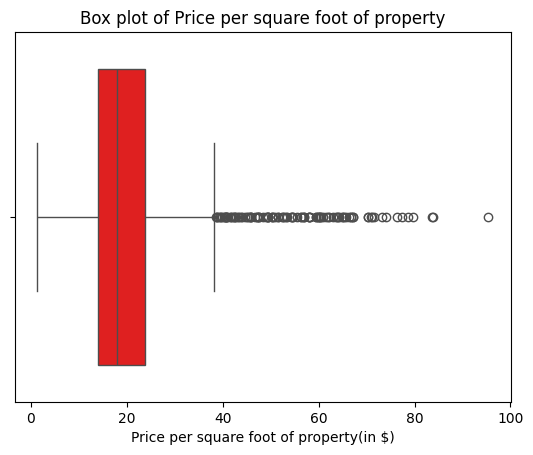 Box plot of Price per square foot of property
0 20 40 60 80 100
Price per square foot of property(in $)